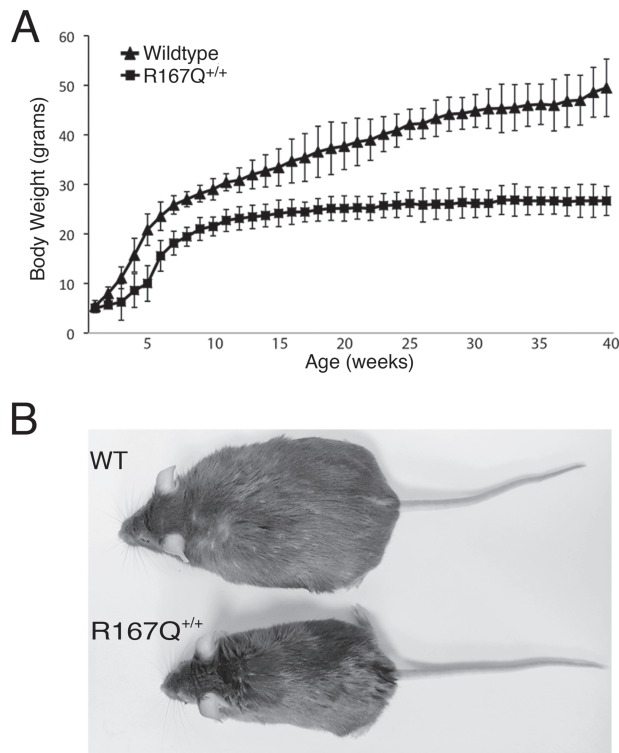 A
60
50
40
30
20
10
0
Body Weight (grams)
Wildtype
R167Q+/+
5 10 15 20 25 30 35 40
Age (weeks)
B
WT
R167Q+/+